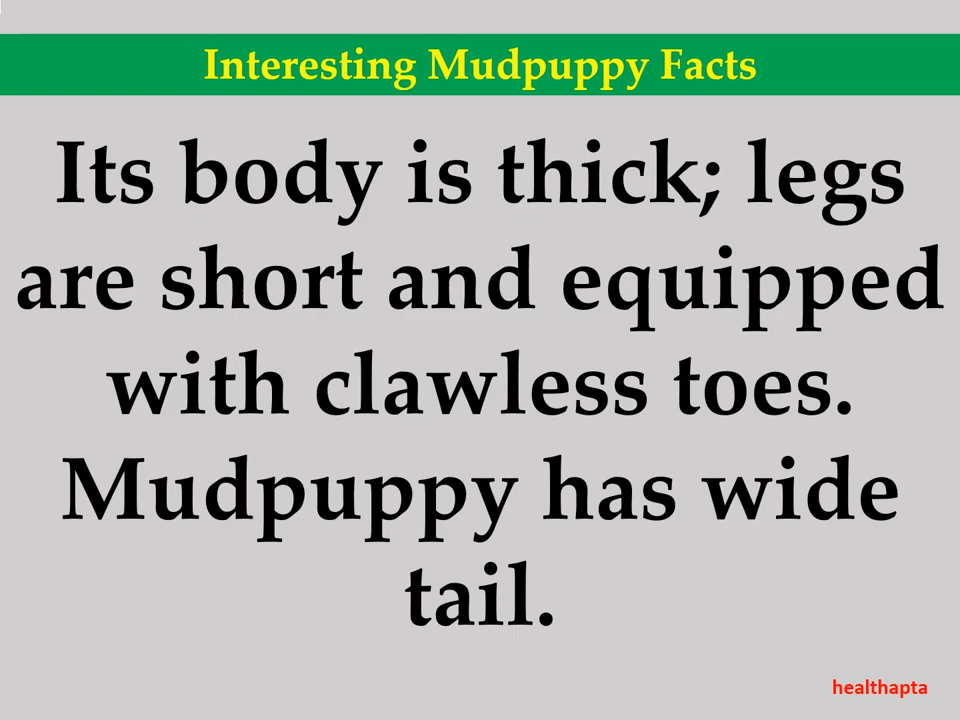 Interesting Mudpuppy Facts
Its body is thick; legs
are short and equipped
with clawless toes.
Mudpuppy has wide
tail.
healthapta